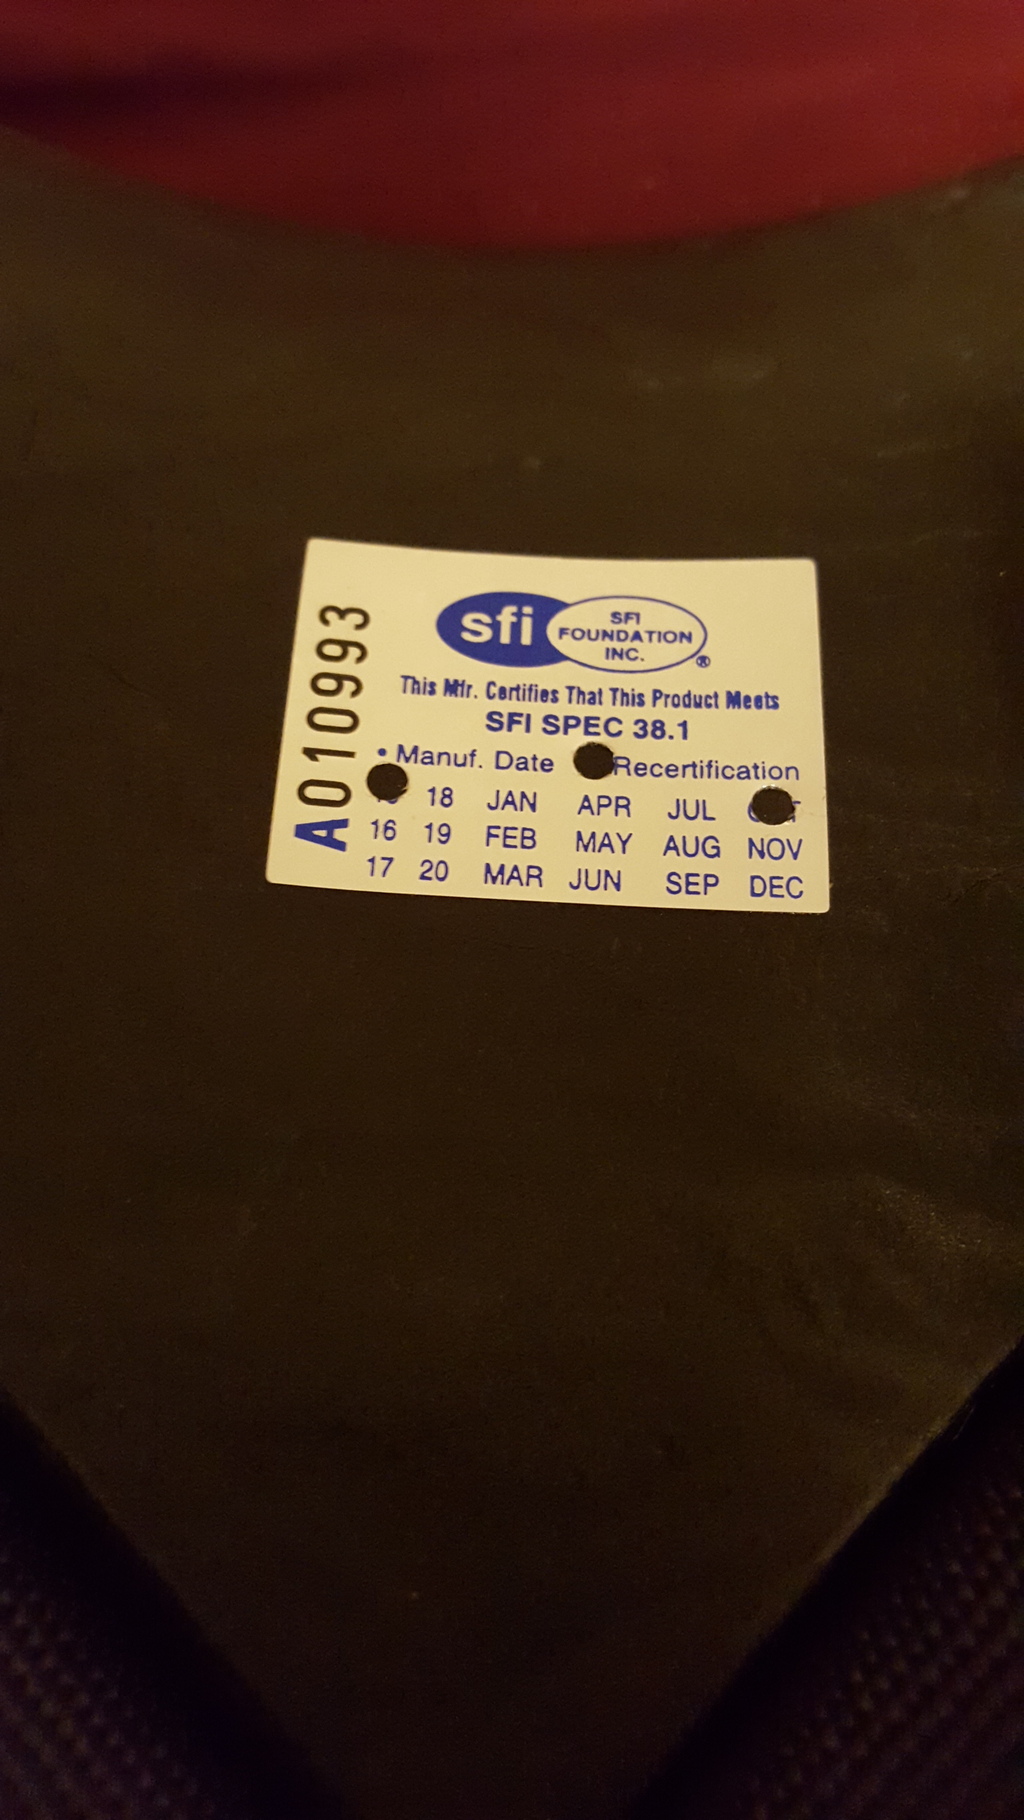 A010993
sfi
SFI
FOUNDATION
INC.
®
This Mfr. Certifies That This Product Meets
SFI SPEC 38.1
• Manuf. Date Recertification
18 JAN APR JUL
16 19 FEB MAY AUG NOV
17 20 MAR JUN SEP DEC